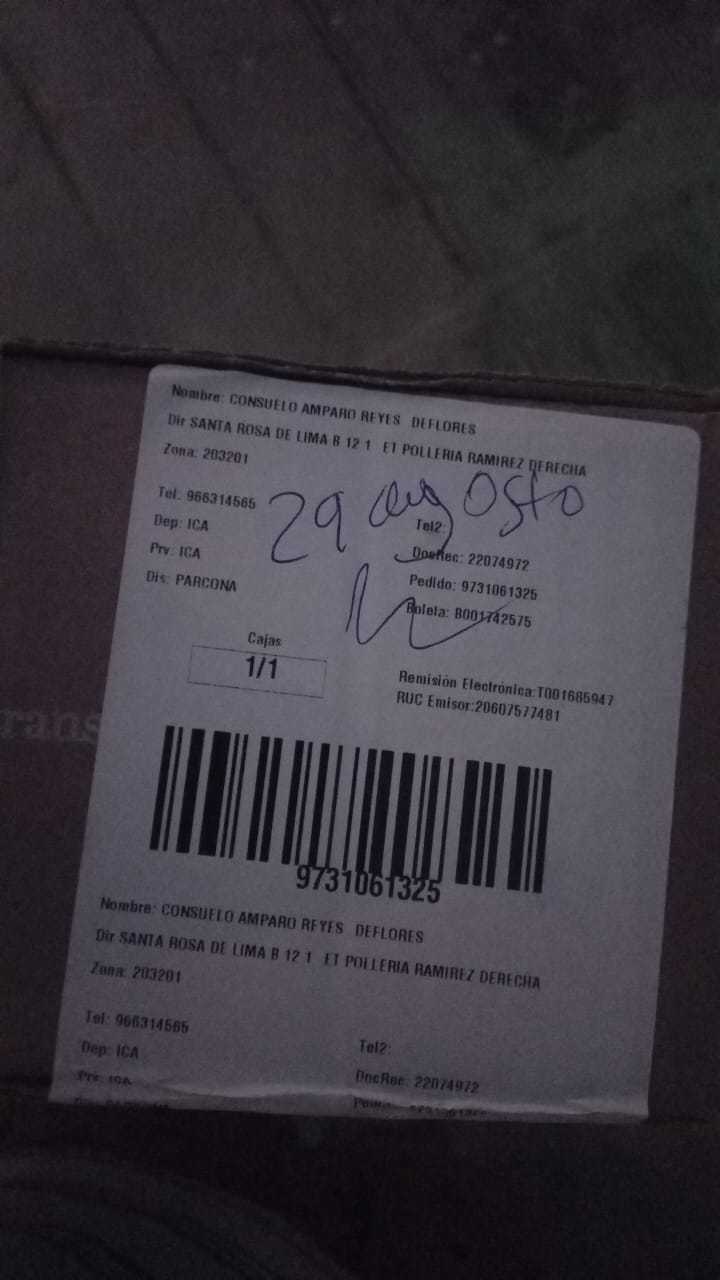 Nombre: CONSUELO AMPARO REYES DEFLORES
Dir SANTA ROSA DE LIMA B 12 1 ET POLLERIA RAMIREZ DERECHA
Zona: 203201
29 agosto
Tel: 966314565
Tel2:
Dep: ICA
DocRec: 22074972
Prv: ICA
Pedido: 9731061325
Dis: PARCONA
Boleta: B001742575
Cajas
1/1
Remisión Electrónica:T001685947
RUC Emisor:20607577481
rans
9731061325
Nombre: CONSUELO AMPARO REYES DEFLORES
Dir SANTA ROSA DE LIMA B 12 1 ET POLLERIA RAMIREZ DERECHA
Zona: 203201
Tel: 966314565
Tel2:
Dep: ICA
DocRec: 22074972
Prv: ICA